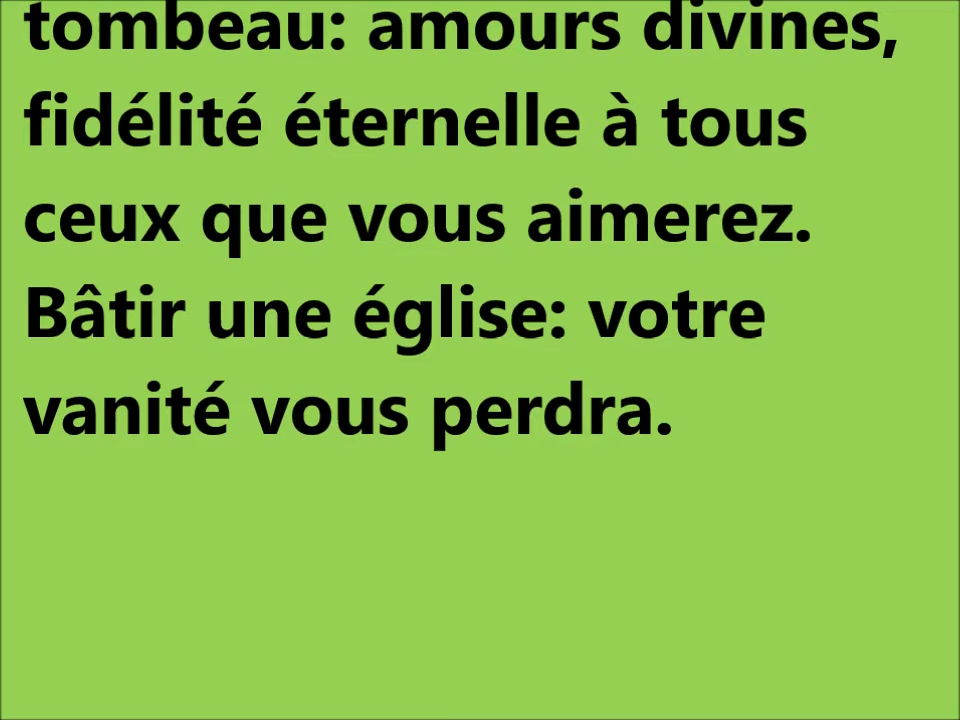 tombeau: amours divines,
fidélité éternelle à tous
ceux que vous aimerez.
Bâtir une église: votre
vanité vous perdra.